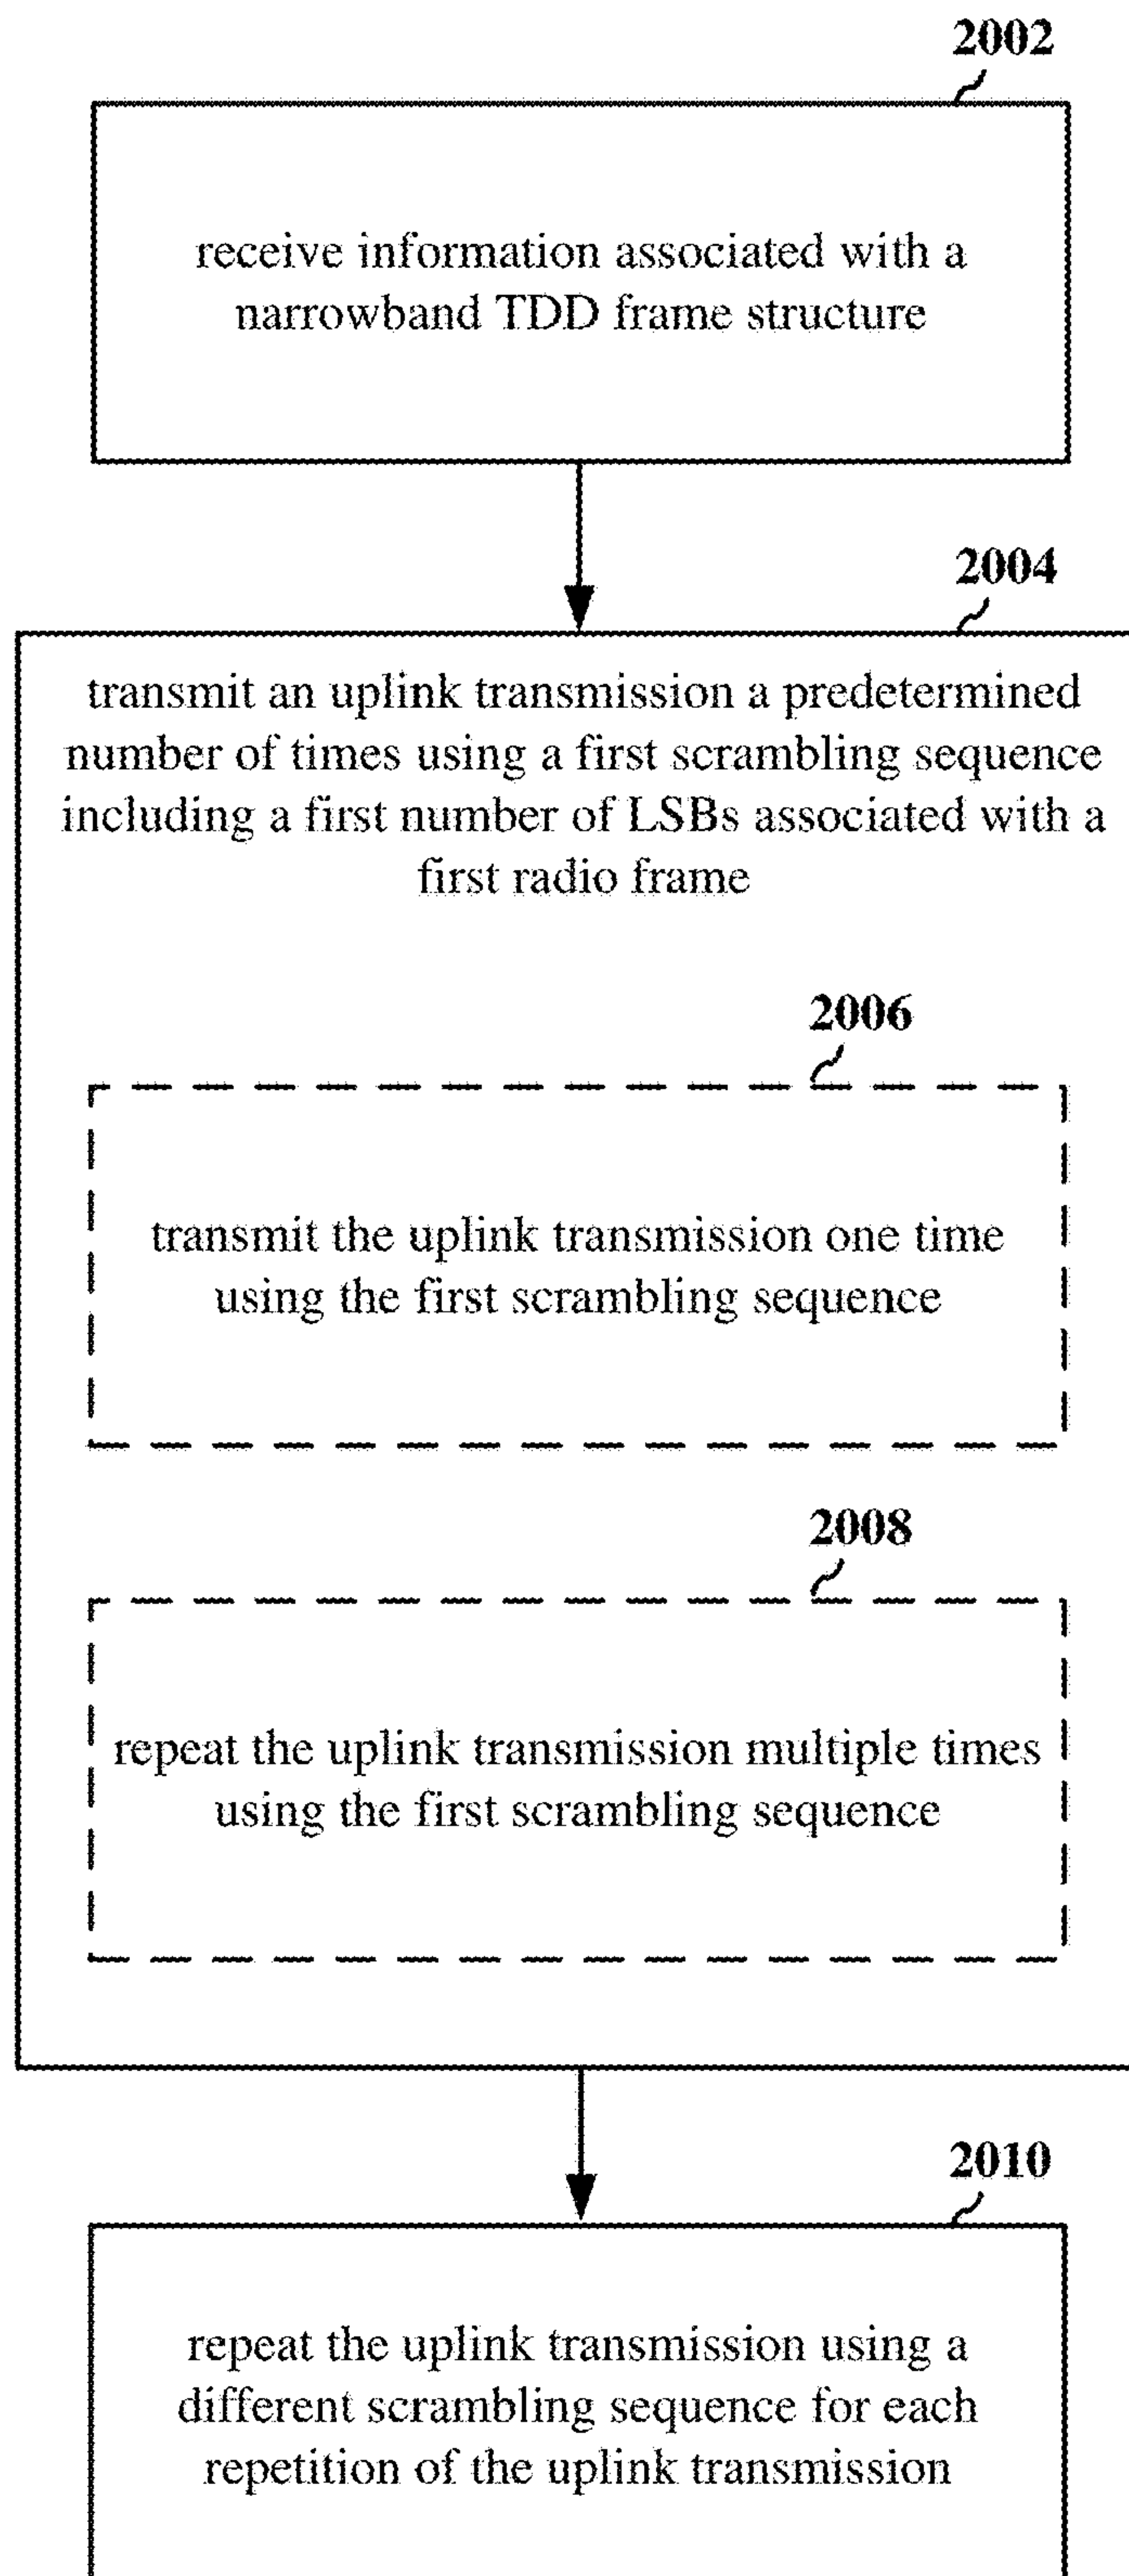 2002
receive information associated with a
narrowband TDD frame structure
2004
transmit an uplink transmission a predetermined
number of times using a first scrambling sequence
including a first number of LSBs associated with a
first radio frame
2006
transmit the uplink transmission one time
using the first scrambling sequence
2008
repeat the uplink transmission multiple times
using the first scrambling sequence
2010
repeat the uplink transmission using a
different scrambling sequence for each
repetition of the uplink transmission